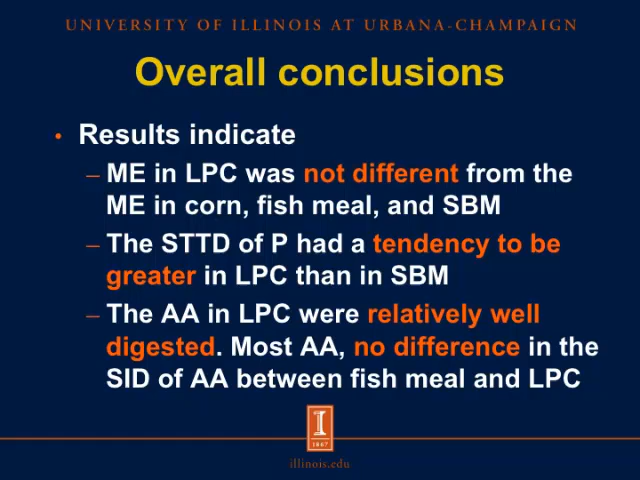 UNIVERSITY OF ILLINOIS AT URBANA-CHAMPAIGN
Overall conclusions
• Results indicate
– ME in LPC was not different from the
ME in corn, fish meal, and SBM
– The STTD of P had a tendency to be
greater in LPC than in SBM
– The AA in LPC were relatively well
digested. Most AA, no difference in the
SID of AA between fish meal and LPC
I
1867
illinois.edu